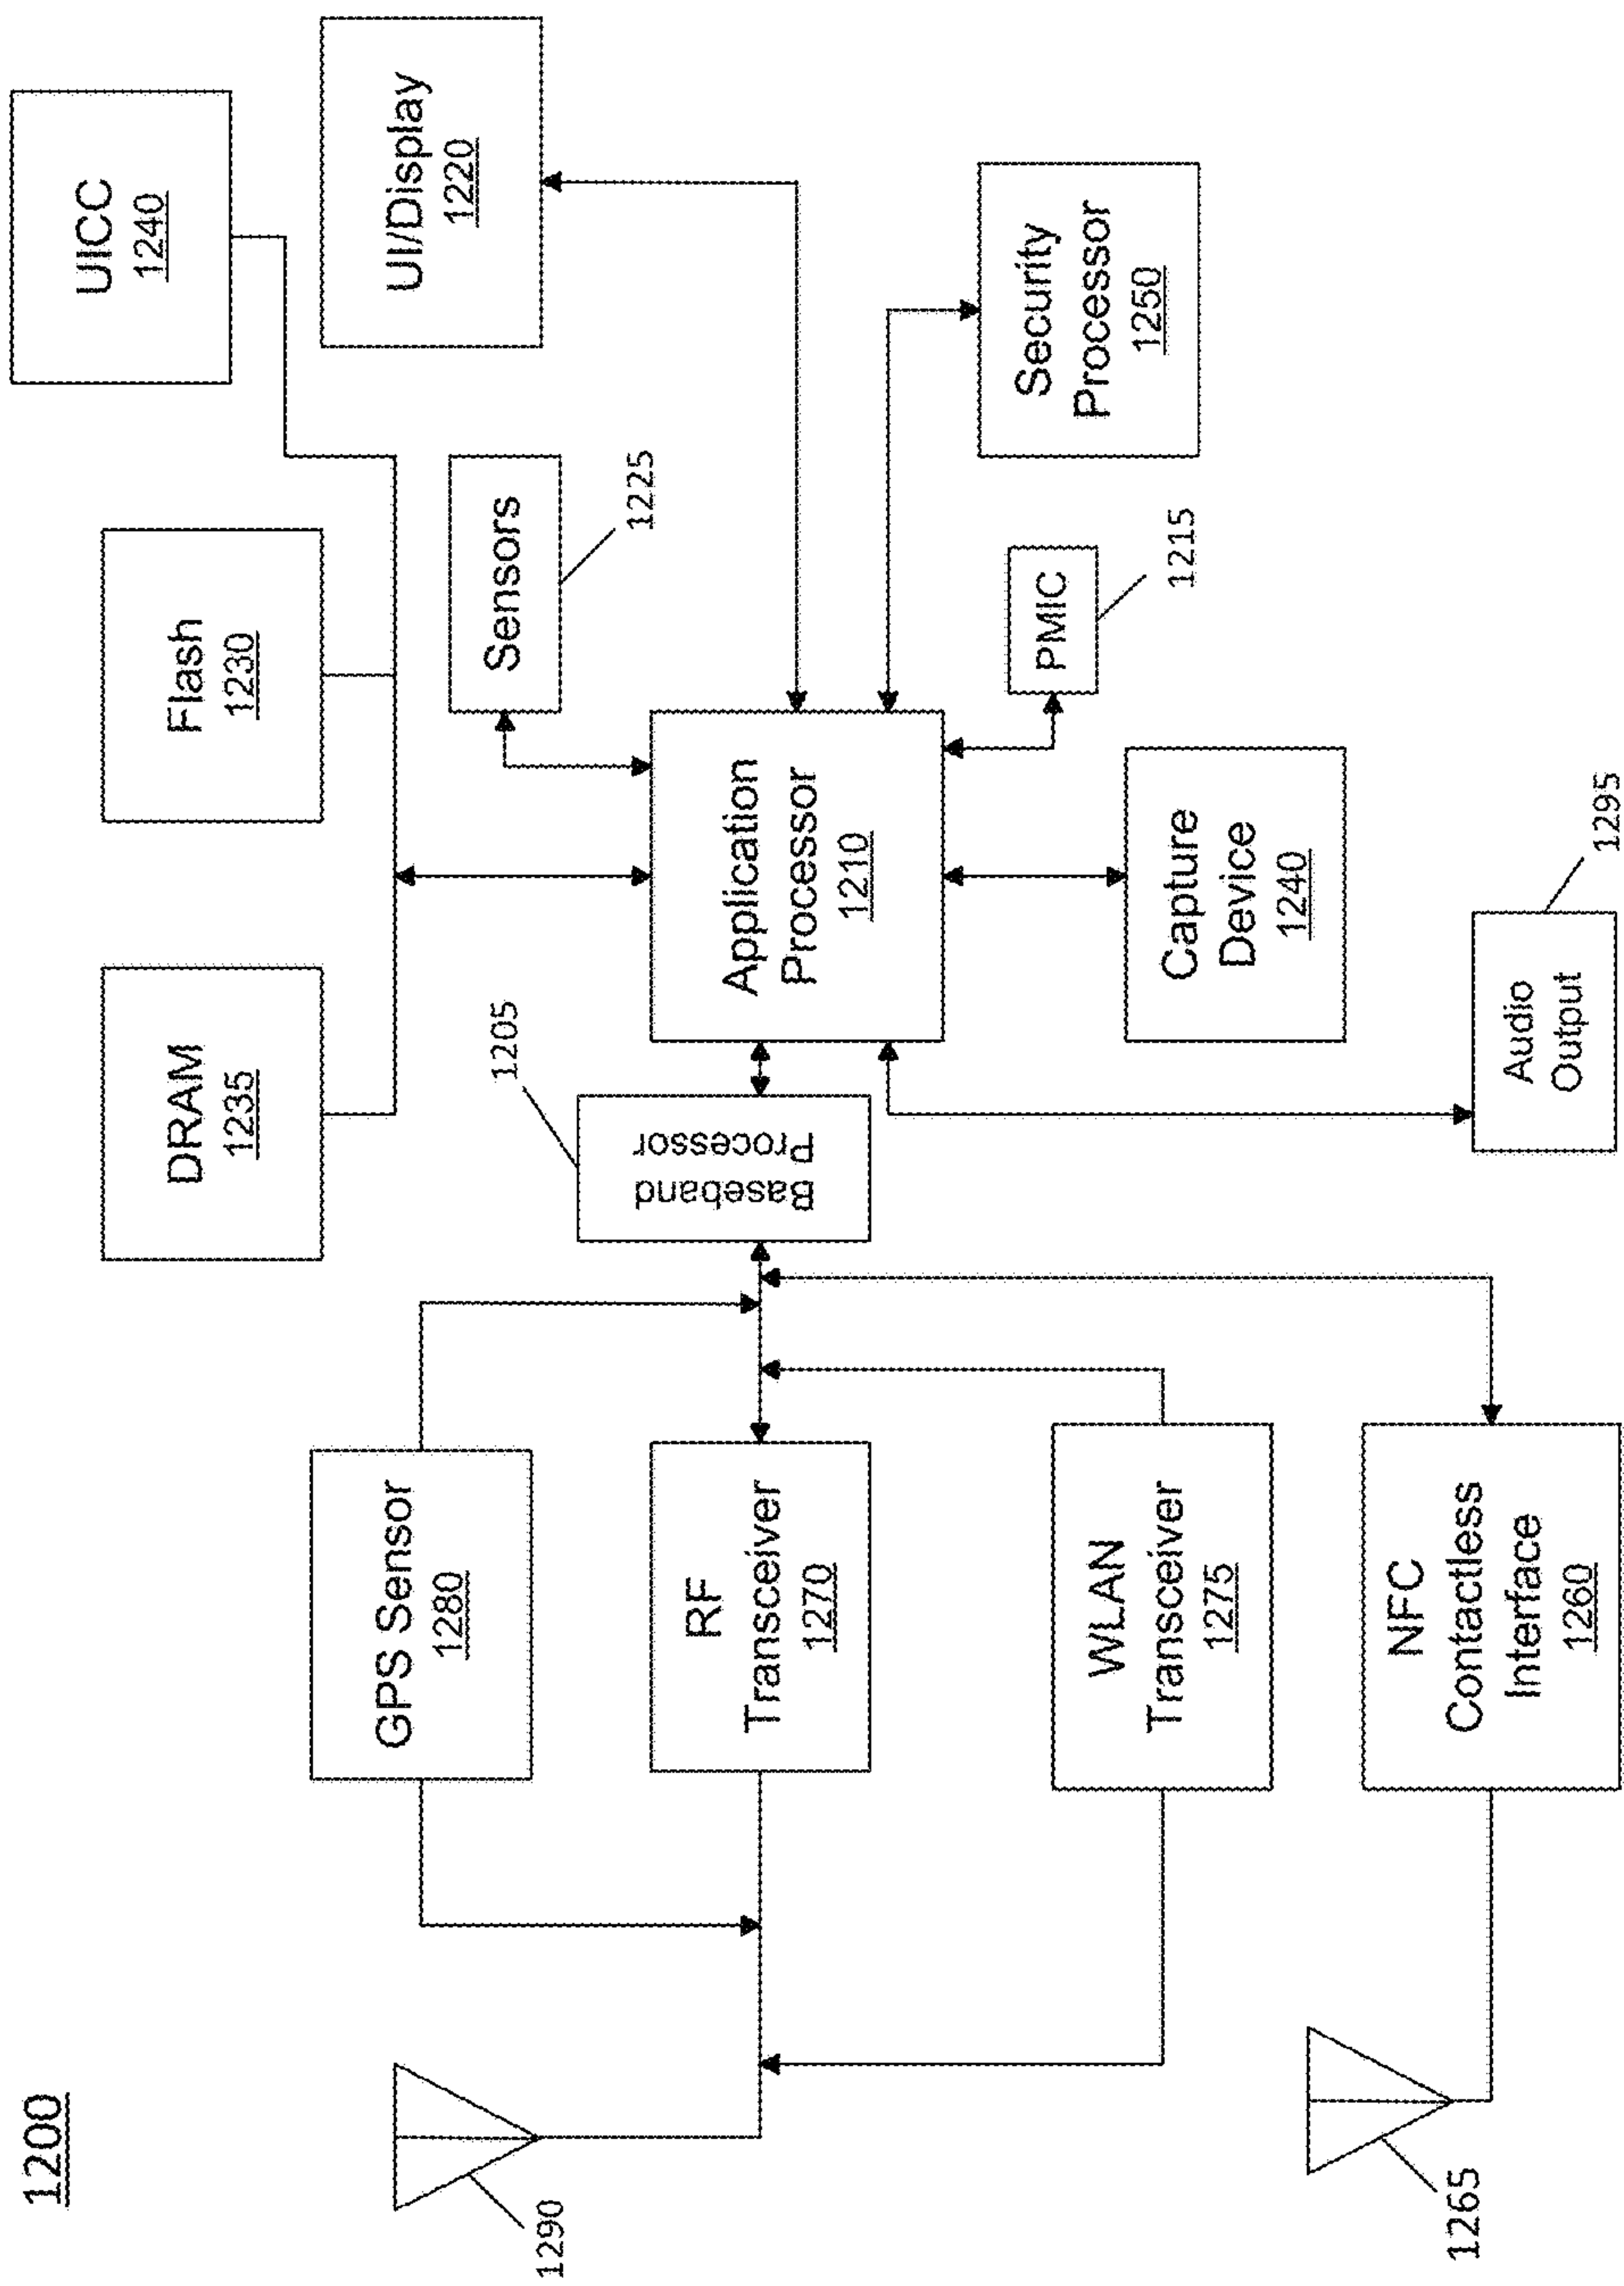 1200
UICC
1240
Flash
1230
DRAM
1235
UI/Display
1220
Sensors
1225
1205
GPS Sensor
1280
1290
Application
Processor
1210
Baseband
Processor
RF
Transceiver
1270
Security
Processor
1250
PMIC
1215
Capture
Device
1240
WLAN
Transceiver
1275
Audio
Output
1295
NFC
Contactless
Interface
1260
1265